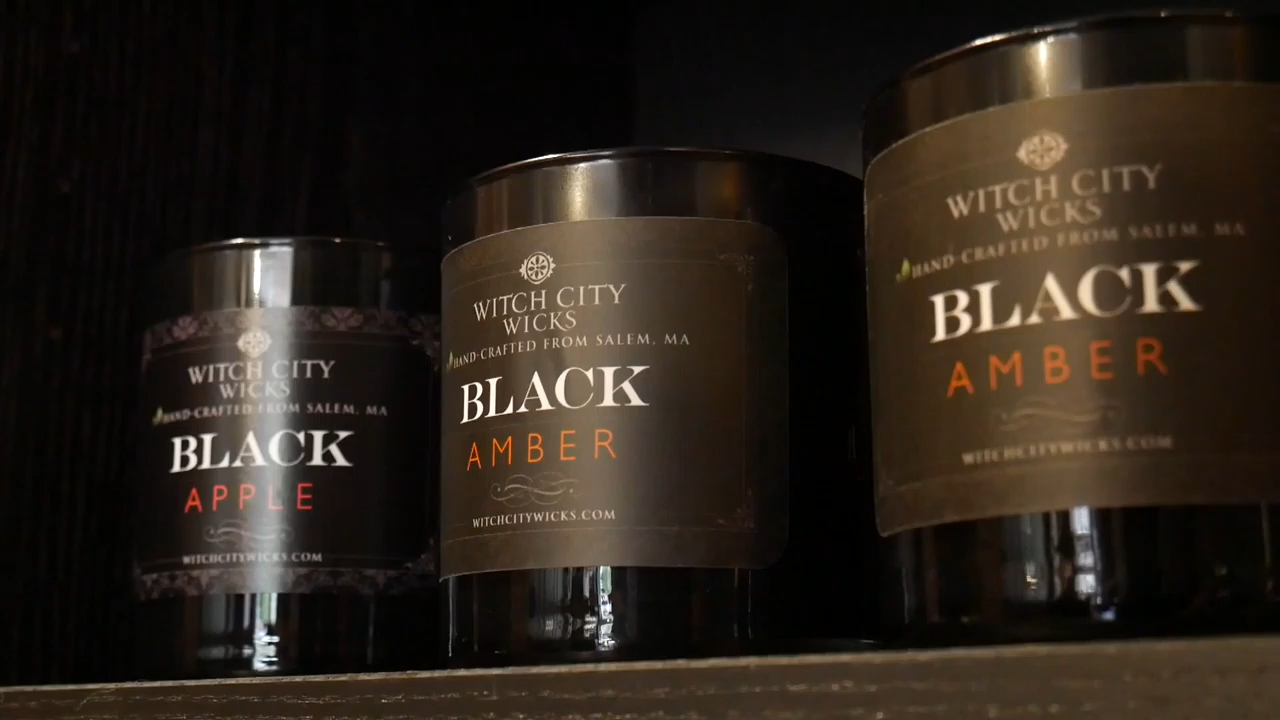 WITCH CITY
WICKS
HAND-CRAFTED FROM SALEM, MA
BLACK
APPLE
WITCHCITYWICKS.COM
WITCH CITY
WICKS
HAND-CRAFTED FROM SALEM, MA
BLACK
AMBER
WITCHCITYWICKS.COM
WITCH CITY
WICKS
HAND-CRAFTED FROM SALEM, MA
BLACK
AMBER
WITCHCITYWICKS.COM